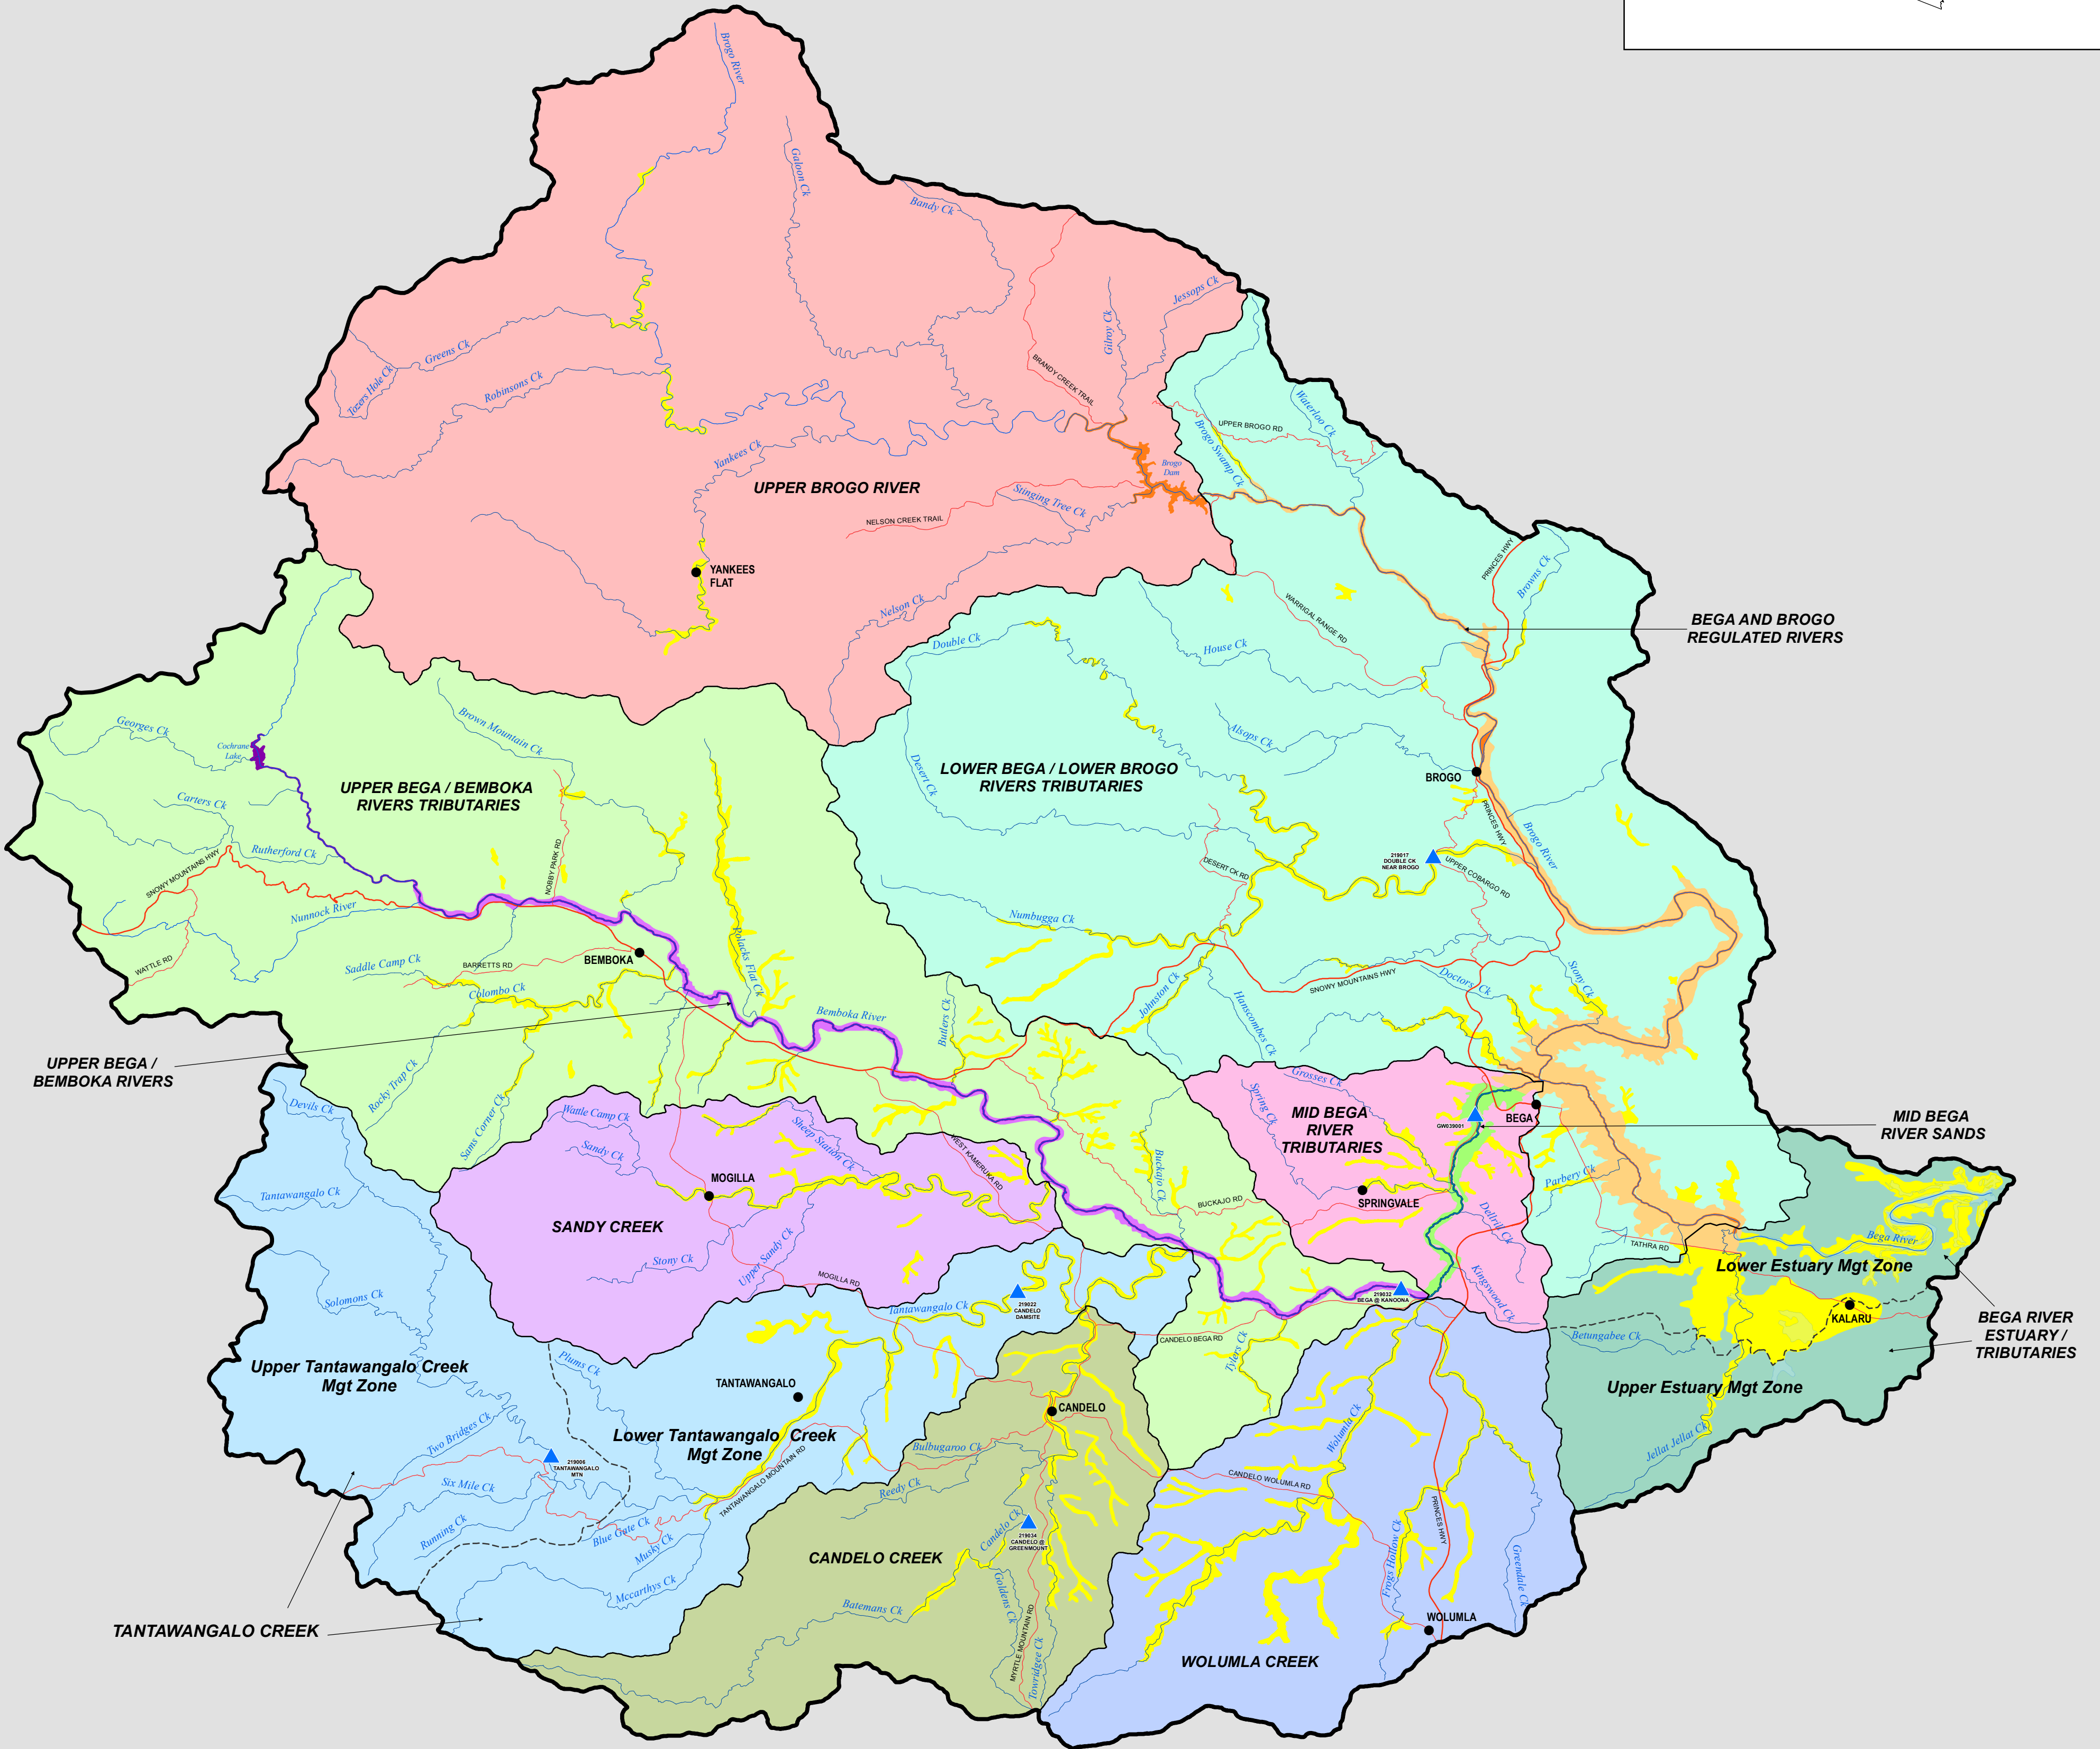 Brogo River
Galoon Ck
Bandy Ck
Jessops Ck
Gilroy Ck
Greens Ck
Tozers Hole Ck
Robinsons Ck
BRANDY CREEK TRAIL
Waterloo Ck
UPPER BROGO RD
Brogo Swamp Ck
Yankees Ck
Brogo
Dam
UPPER BROGO RIVER
Stinging Tree Ck
NELSON CREEK TRAIL
YANKEES
FLAT
Nelson Ck
PRINCES HWY
Browns Ck
WARRIGAL RANGE RD
BEGA AND BROGO
REGULATED RIVERS
Double Ck
House Ck
Georges Ck
Cochrane
Lake
Brown Mountain Ck
Alsops Ck
Desert Ck
UPPER BEGA / BEMBOKA
RIVERS TRIBUTARIES
LOWER BEGA / LOWER BROGO
RIVERS TRIBUTARIES
BROGO
Carters Ck
PRINCES HWY
Brogo River
Rutherford Ck
SNOWY MOUNTAINS HWY
NOBBY PARK RD
DESERT CK RD
219017
DOUBLE CK
NEAR BROGO
UPPER COBARGO RD
Nunnock River
Numbugga Ck
Polacks Flat Ck
WATTLE RD
Saddle Camp Ck
BARRETTS RD
BEMBOKA
Colombo Ck
Johnston Ck
SNOWY MOUNTAINS HWY
Doctors Ck
Stony Ck
Hanscombes Ck
Bemboka River
Butlers Ck
UPPER BEGA /
BEMBOKA RIVERS
Rocky Trap Ck
Sams Corner Ck
Devils Ck
Wattle Camp Ck
Sheep Station Ck
Sandy Ck
Grosses Ck
Spring Ck
MID BEGA
RIVER
TRIBUTARIES
GW039001
BEGA
MID BEGA
RIVER SANDS
WEST KAMERUKA RD
Buckajo Ck
Parbery Ck
Tantawangalo Ck
MOGILLA
BUCKAJO RD
SPRINGVALE
Dellril Ck
SANDY CREEK
Stony Ck
Upper Sandy Ck
MOGILLA RD
TATHRA RD
Bega River
Lower Estuary Mgt Zone
Solomons Ck
Tantawangalo Ck
219022
CANDELO
DAMSITE
219032
BEGA @ KANOONA
Kingswood Ck
KALARU
BEGA RIVER
ESTUARY /
TRIBUTARIES
CANDELO BEGA RD
Tylers Ck
Betungabee Ck
Upper Tantawangalo Creek
Mgt Zone
Plums Ck
TANTAWANGALO
Upper Estuary Mgt Zone
CANDELO
Two Bridges Ck
Lower Tantawangalo Creek
Mgt Zone
Bulbugaroo Ck
Wolumla Ck
Jellat Jellat Ck
219006
TANTAWANGALO
MTN
TANTAWANGALO MOUNTAIN RD
CANDELO WOLUMLA RD
Six Mile Ck
Reedy Ck
Running Ck
Blue Gate Ck
Musky Ck
Candelo Ck
219034
CANDELO @
GREENMOUNT
PRINCES HWY
Frogs Hollow Ck
Greendale Ck
CANDELO CREEK
Mccarthys Ck
Goldens Ck
Batemans Ck
MYRTLE MOUNTAIN RD
Towridgee Ck
WOLUMLA
TANTAWANGALO CREEK
WOLUMLA CREEK